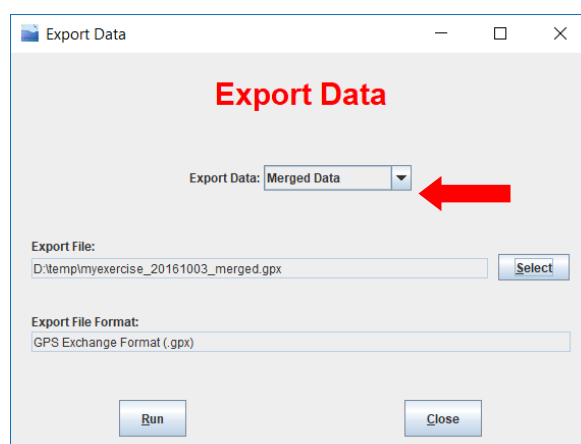 Export Data
Export Data
Export Data: Merged Data
Export File:
D:\temp\myexercise_20161003_merged.gpx
Select
Export File Format:
GPS Exchange Format (.gpx)
Run Close